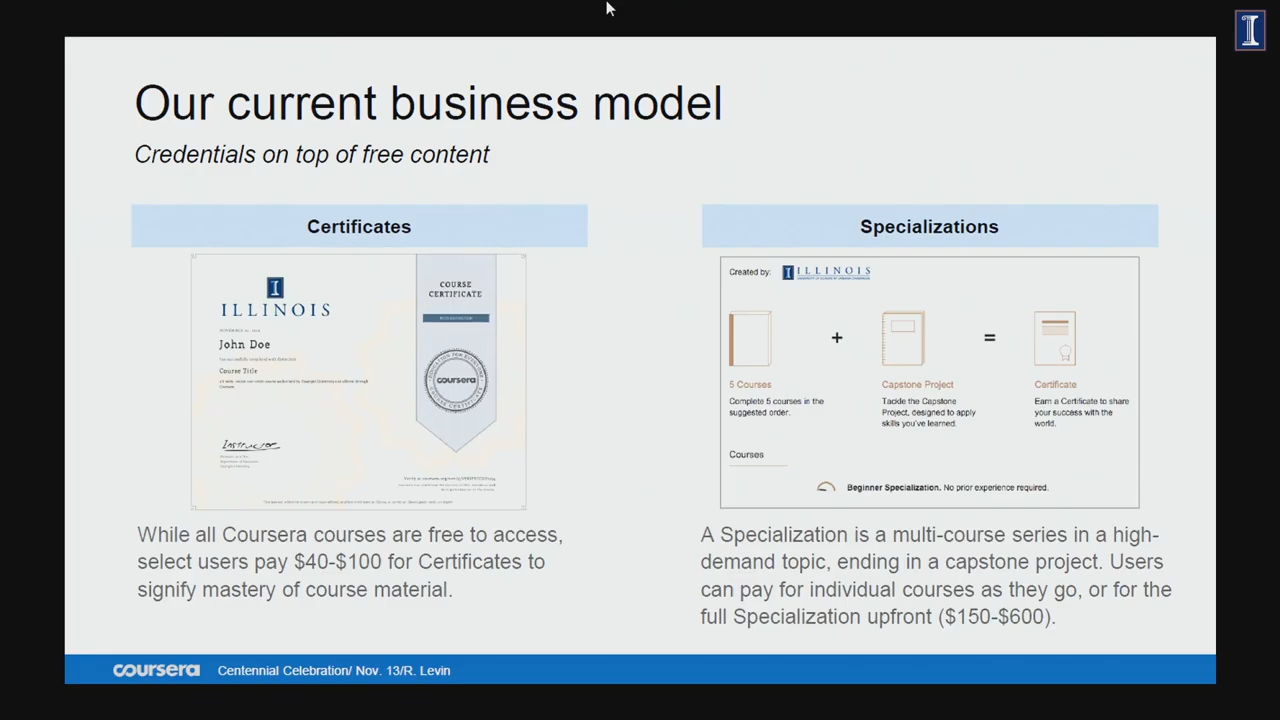 Our current business model
Credentials on top of free content
Certificates
ILLINOIS
John Doe
Course Title
COURSE
CERTIFICATE
EDUCATION FOR EVERYONE
coursera
COURSE CERTIFICATE
Instructor
While all Coursera courses are free to access,
select users pay $40-$100 for Certificates to
signify mastery of course material.
Specializations
Created by: ILLINOIS
+
=
5 Courses
Complete 5 courses in the
suggested order.
Capstone Project
Tackle the Capstone
Project, designed to apply
skills you've learned.
Certificate
Earn a Certificate to share
your success with the
world.
Courses
Beginner Specialization. No prior experience required.
A Specialization is a multi-course series in a high-
demand topic, ending in a capstone project. Users
can pay for individual courses as they go, or for the
full Specialization upfront ($150-$600).
coursera Centennial Celebration/ Nov. 13/R. Levin